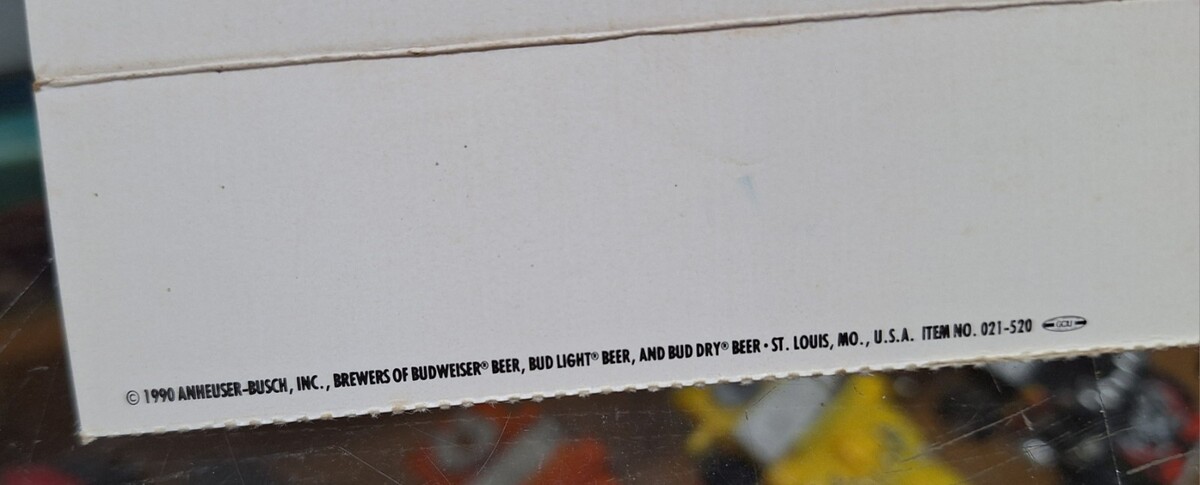 © 1990 ANHEUSER-BUSCH, INC., BREWERS OF BUDWEISER® BEER, BUD LIGHT® BEER, AND BUD DRY® BEER • ST. LOUIS, MO., U.S.A. ITEM NO. 021-520 GCIU